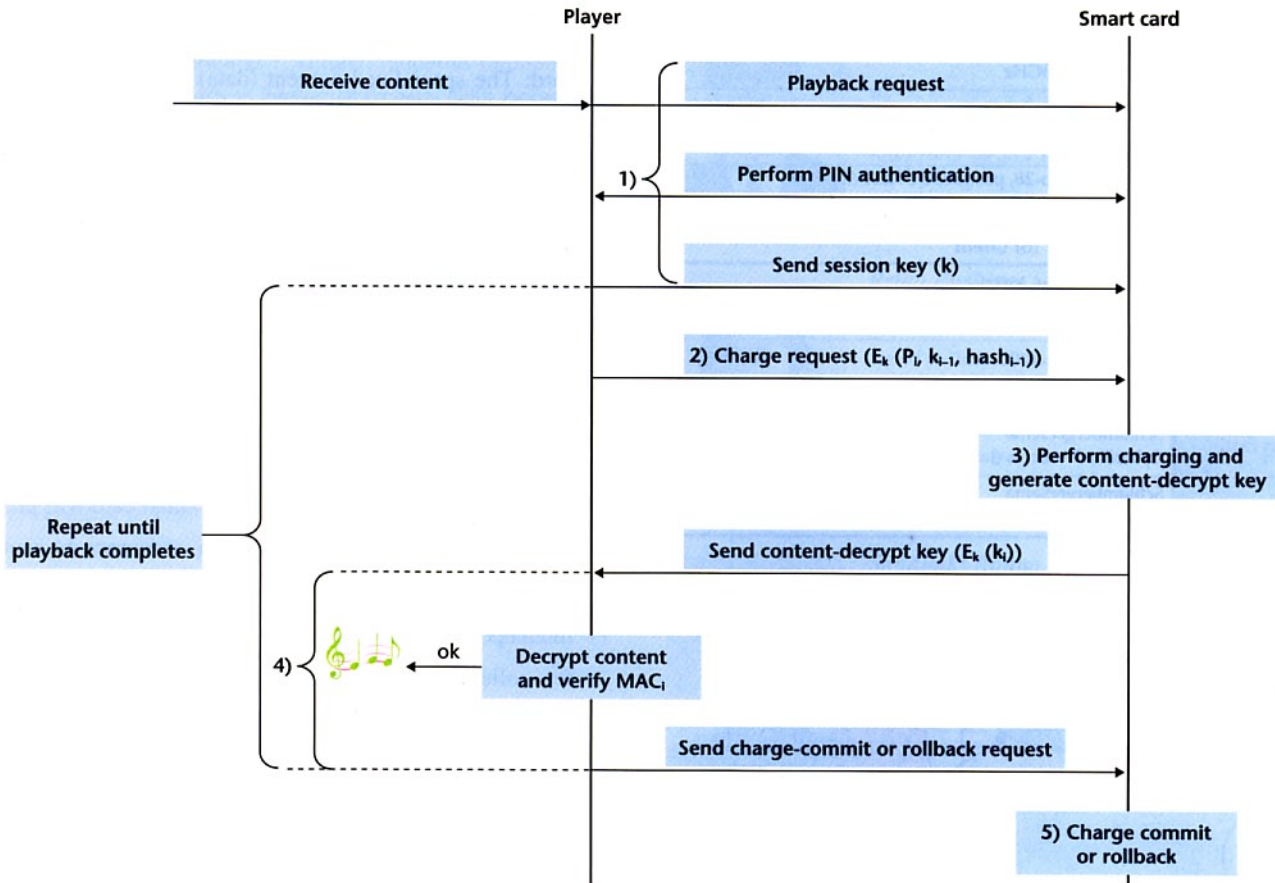 Player
Smart card
Receive content
Playback request
1)
Perform PIN authentication
Send session key (k)
2) Charge request (Eₖ (Pᵢ, kᵢ₋₁, hashᵢ₋₁))
3) Perform charging and
generate content-decrypt key
Repeat until
playback completes
Send content-decrypt key (Eₖ (kᵢ))
4)
ok
Decrypt content
and verify MACᵢ
Send charge-commit or rollback request
5) Charge commit
or rollback